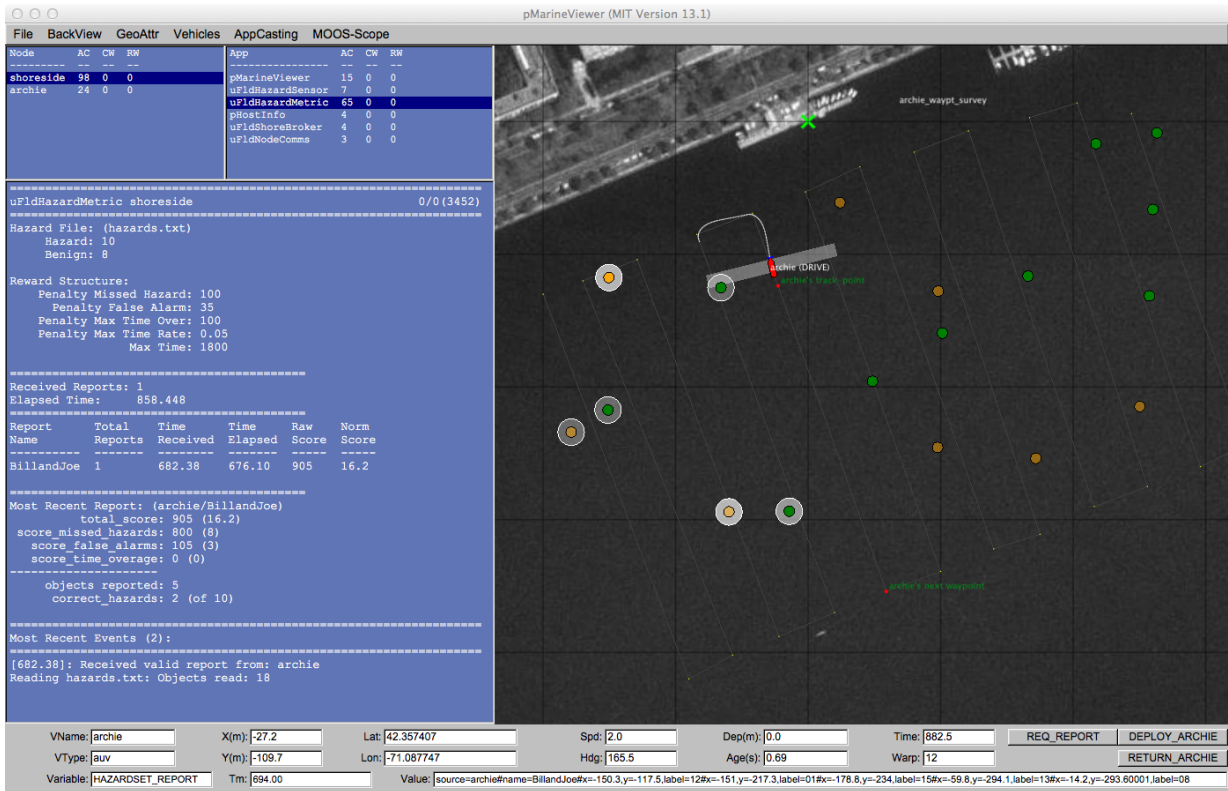 pMarineViewer (MIT Version 13.1)
File BackView GeoAttr Vehicles AppCasting MOOS-Scope
Node AC CW RW
--------- -- -- --
shoreside 98 0 0
archie 24 0 0
App AC CW RW
---------------- -- -- --
pMarineViewer 15 0 0
uFldHazardSensor 7 0 0
uFldHazardMetric 65 0 0
pHostInfo 4 0 0
uFldShoreBroker 4 0 0
uFldNodeComms 3 0 0
===================================================================
uFldHazardMetric shoreside 0/0(3452)
===================================================================
Hazard File: (hazards.txt)
Hazard: 10
Benign: 8
Reward Structure:
Penalty Missed Hazard: 100
Penalty False Alarm: 35
Penalty Max Time Over: 100
Penalty Max Time Rate: 0.05
Max Time: 1800
==========================================
Received Reports: 1
Elapsed Time: 858.448
==========================================
Report Total Time Time Raw Norm
Name Reports Received Elapsed Score Score
---------- ------- -------- ------- ----- -----
BillandJoe 1 682.38 676.10 905 16.2
==========================================
Most Recent Report: (archie/BillandJoe)
total_score: 905 (16.2)
score_missed_hazards: 800 (8)
score_false_alarms: 105 (3)
score_time_overage: 0 (0)
---------------------
objects reported: 5
correct_hazards: 2 (of 10)
===================================================================
Most Recent Events (2):
===================================================================
[682.38]: Received valid report from: archie
Reading hazards.txt: Objects read: 18
archie_waypt_survey
archie (DRIVE)
archie's track-point
archie's next waypoint
VName: archie X(m): -27.2 Lat: 42.357407 Spd: 2.0 Dep(m): 0.0 Time: 882.5 REQ_REPORT DEPLOY_ARCHIE
VType: auv Y(m): -109.7 Lon: -71.087747 Hdg: 165.5 Age(s): 0.69 Warp: 12 RETURN_ARCHIE
Variable: HAZARDSET_REPORT Tm: 694.00 Value: source=archie#name=BillandJoe#x=-150.3,y=-117.5,label=12#x=-151,y=-217.3,label=01#x=-178.8,y=-234,label=15#x=-59.8,y=-294.1,label=13#x=-14.2,y=-293.60001,label=08